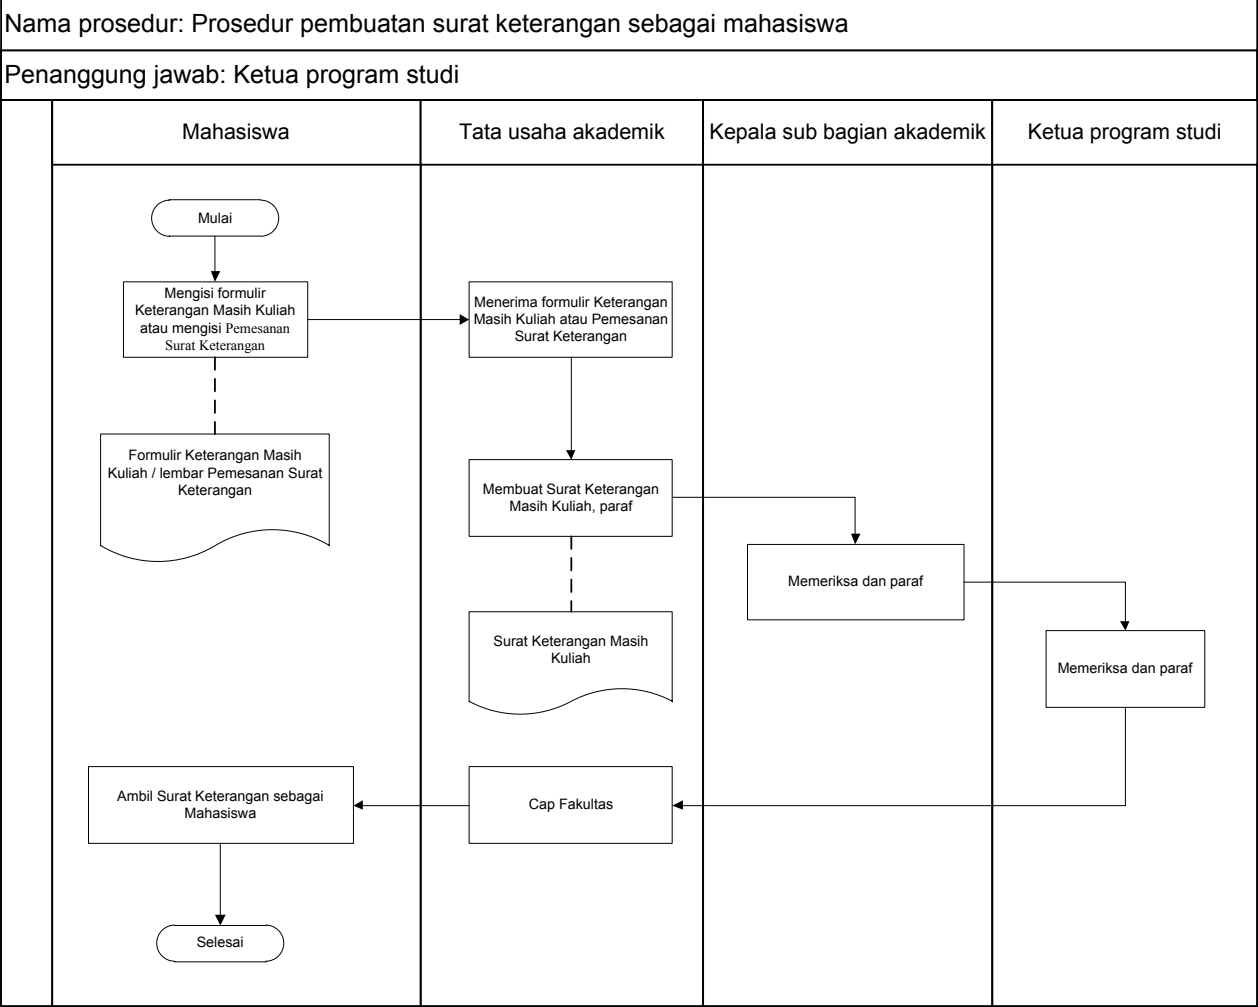 Nama prosedur: Prosedur pembuatan surat keterangan sebagai mahasiswa
Penanggung jawab: Ketua program studi
Mahasiswa
Tata usaha akademik
Kepala sub bagian akademik
Ketua program studi
Mulai
Mengisi formulir
Keterangan Masih Kuliah
atau mengisi Pemesanan
Surat Keterangan
Menerima formulir Keterangan
Masih Kuliah atau Pemesanan
Surat Keterangan
Formulir Keterangan Masih
Kuliah / lembar Pemesanan Surat
Keterangan
Membuat Surat Keterangan
Masih Kuliah, paraf
Memeriksa dan paraf
Surat Keterangan Masih
Kuliah
Memeriksa dan paraf
Ambil Surat Keterangan sebagai
Mahasiswa
Cap Fakultas
Selesai